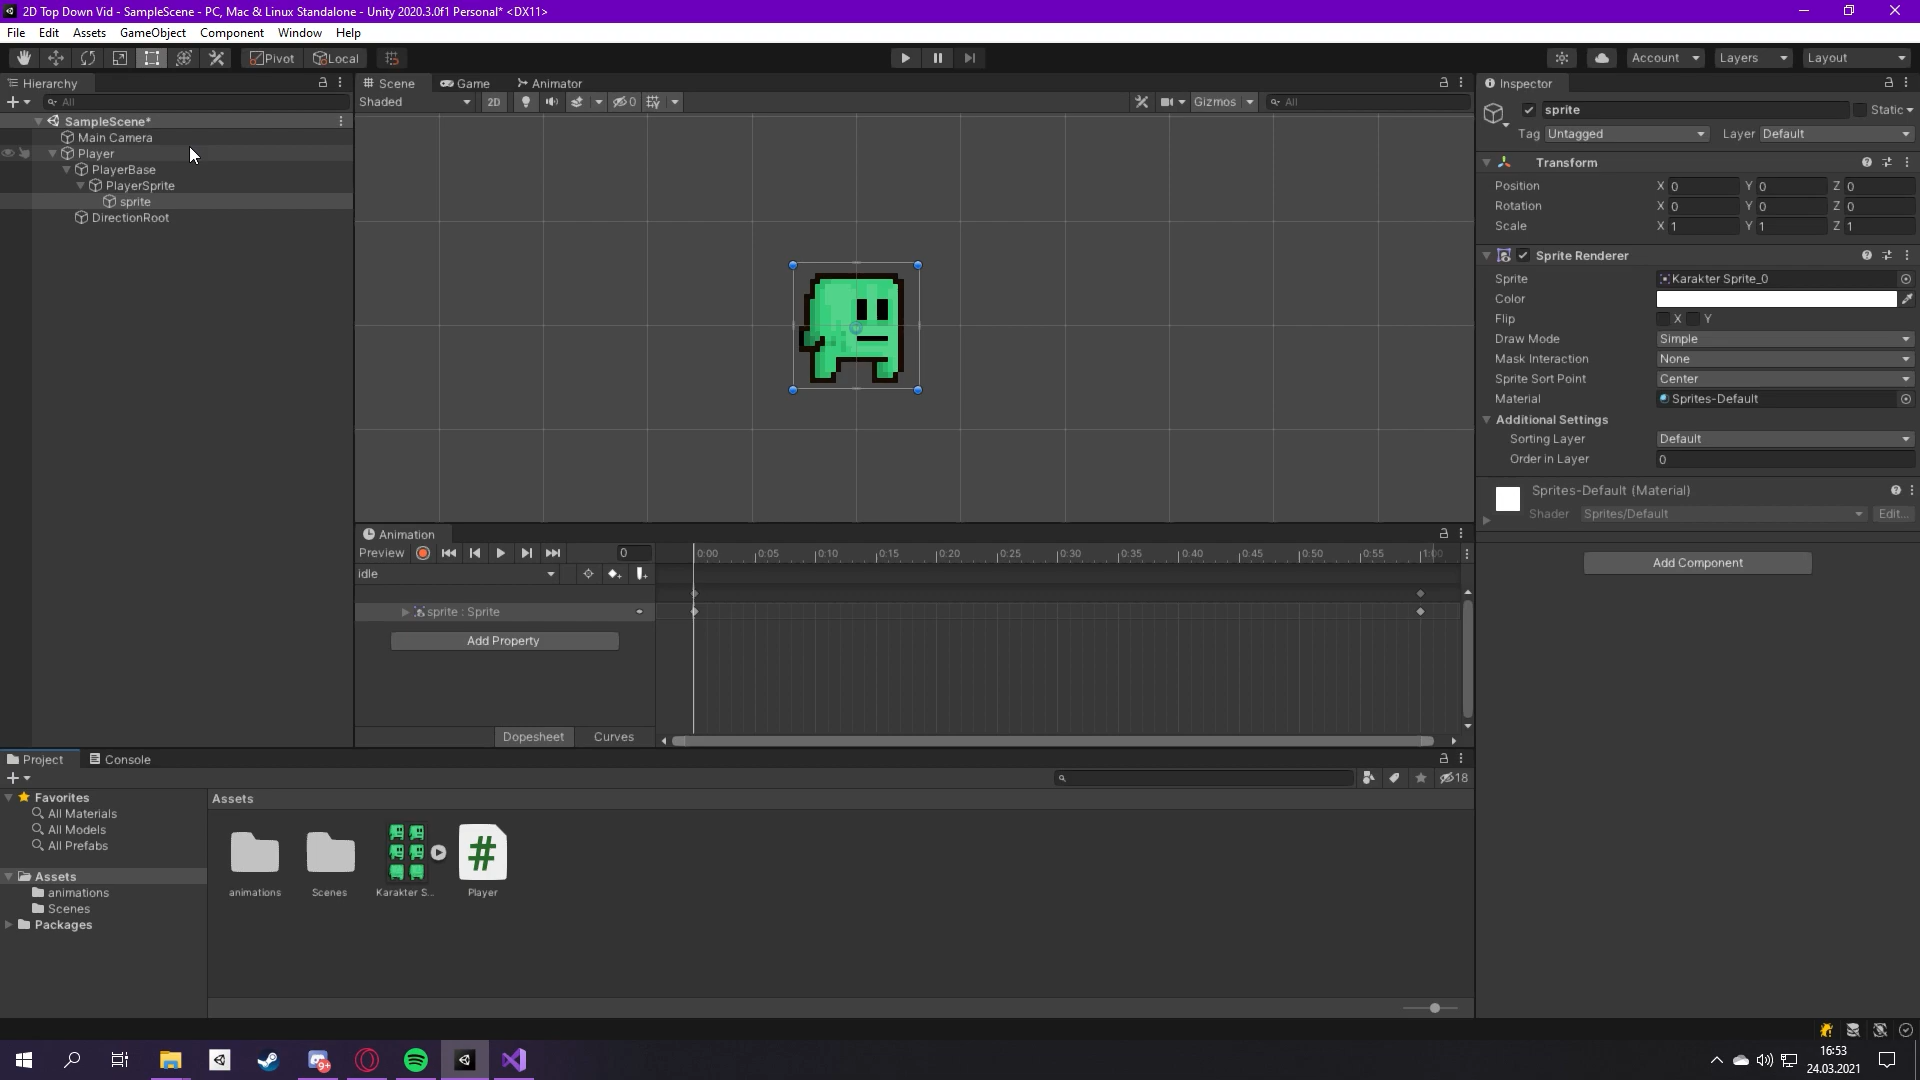 2D Top Down Vid - SampleScene - PC, Mac & Linux Standalone - Unity 2020.3.0f1 Personal* <DX11>
File Edit Assets GameObject Component Window Help
Pivot Local Account Layers Layout
Hierarchy
All
SampleScene*
Main Camera
Player
PlayerBase
PlayerSprite
sprite
DirectionRoot
Scene Game Animator
Shaded 2D 0 Gizmos All
Animation
Preview 0
0:00 0:05 0:10 0:15 0:20 0:25 0:30 0:35 0:40 0:45 0:50 0:55 1:00
idle
sprite : Sprite
Add Property
Dopesheet Curves
Inspector
sprite Static
Tag Untagged Layer Default
Transform
Position X 0 Y 0 Z 0
Rotation X 0 Y 0 Z 0
Scale X 1 Y 1 Z 1
Sprite Renderer
Sprite Karakter Sprite_0
Color
Flip X Y
Draw Mode Simple
Mask Interaction None
Sprite Sort Point Center
Material Sprites-Default
Additional Settings
Sorting Layer Default
Order in Layer 0
Sprites-Default (Material)
Shader Sprites/Default Edit...
Add Component
Project Console
18
Favorites
All Materials
All Models
All Prefabs
Assets
animations
Scenes
Packages
Assets
animations Scenes Karakter S... Player
9+
16:53
24.03.2021